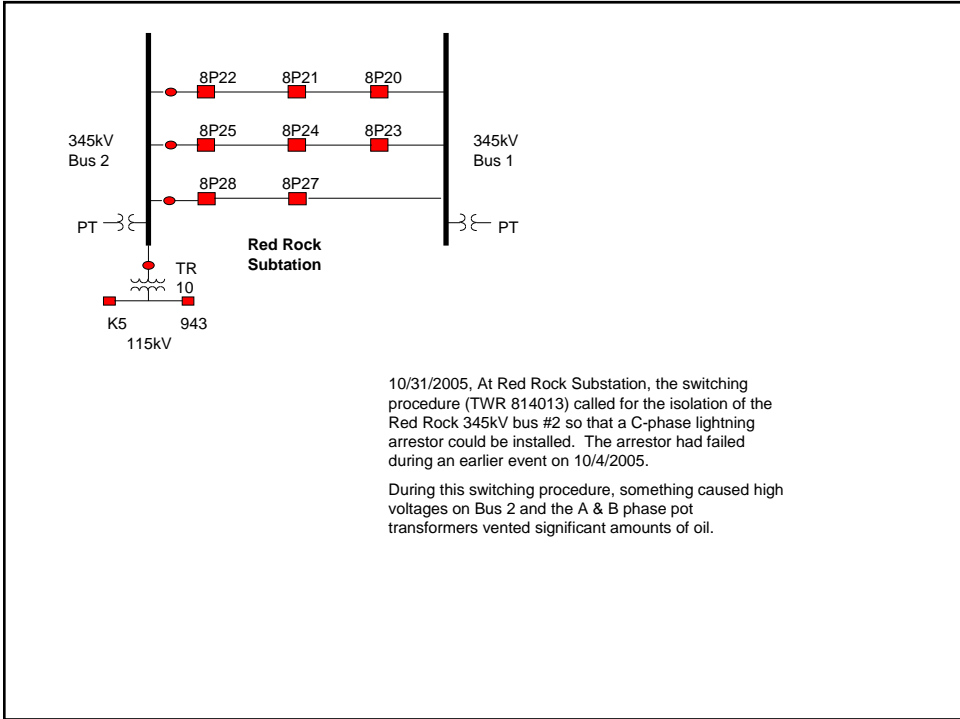 8P22 8P21 8P20
345kV
Bus 2
8P25 8P24 8P23
345kV
Bus 1
8P28 8P27
PT
PT
Red Rock
Subtation
TR
10
K5 943
115kV
10/31/2005, At Red Rock Substation, the switching
procedure (TWR 814013) called for the isolation of the
Red Rock 345kV bus #2 so that a C-phase lightning
arrestor could be installed. The arrestor had failed
during an earlier event on 10/4/2005.
During this switching procedure, something caused high
voltages on Bus 2 and the A & B phase pot
transformers vented significant amounts of oil.